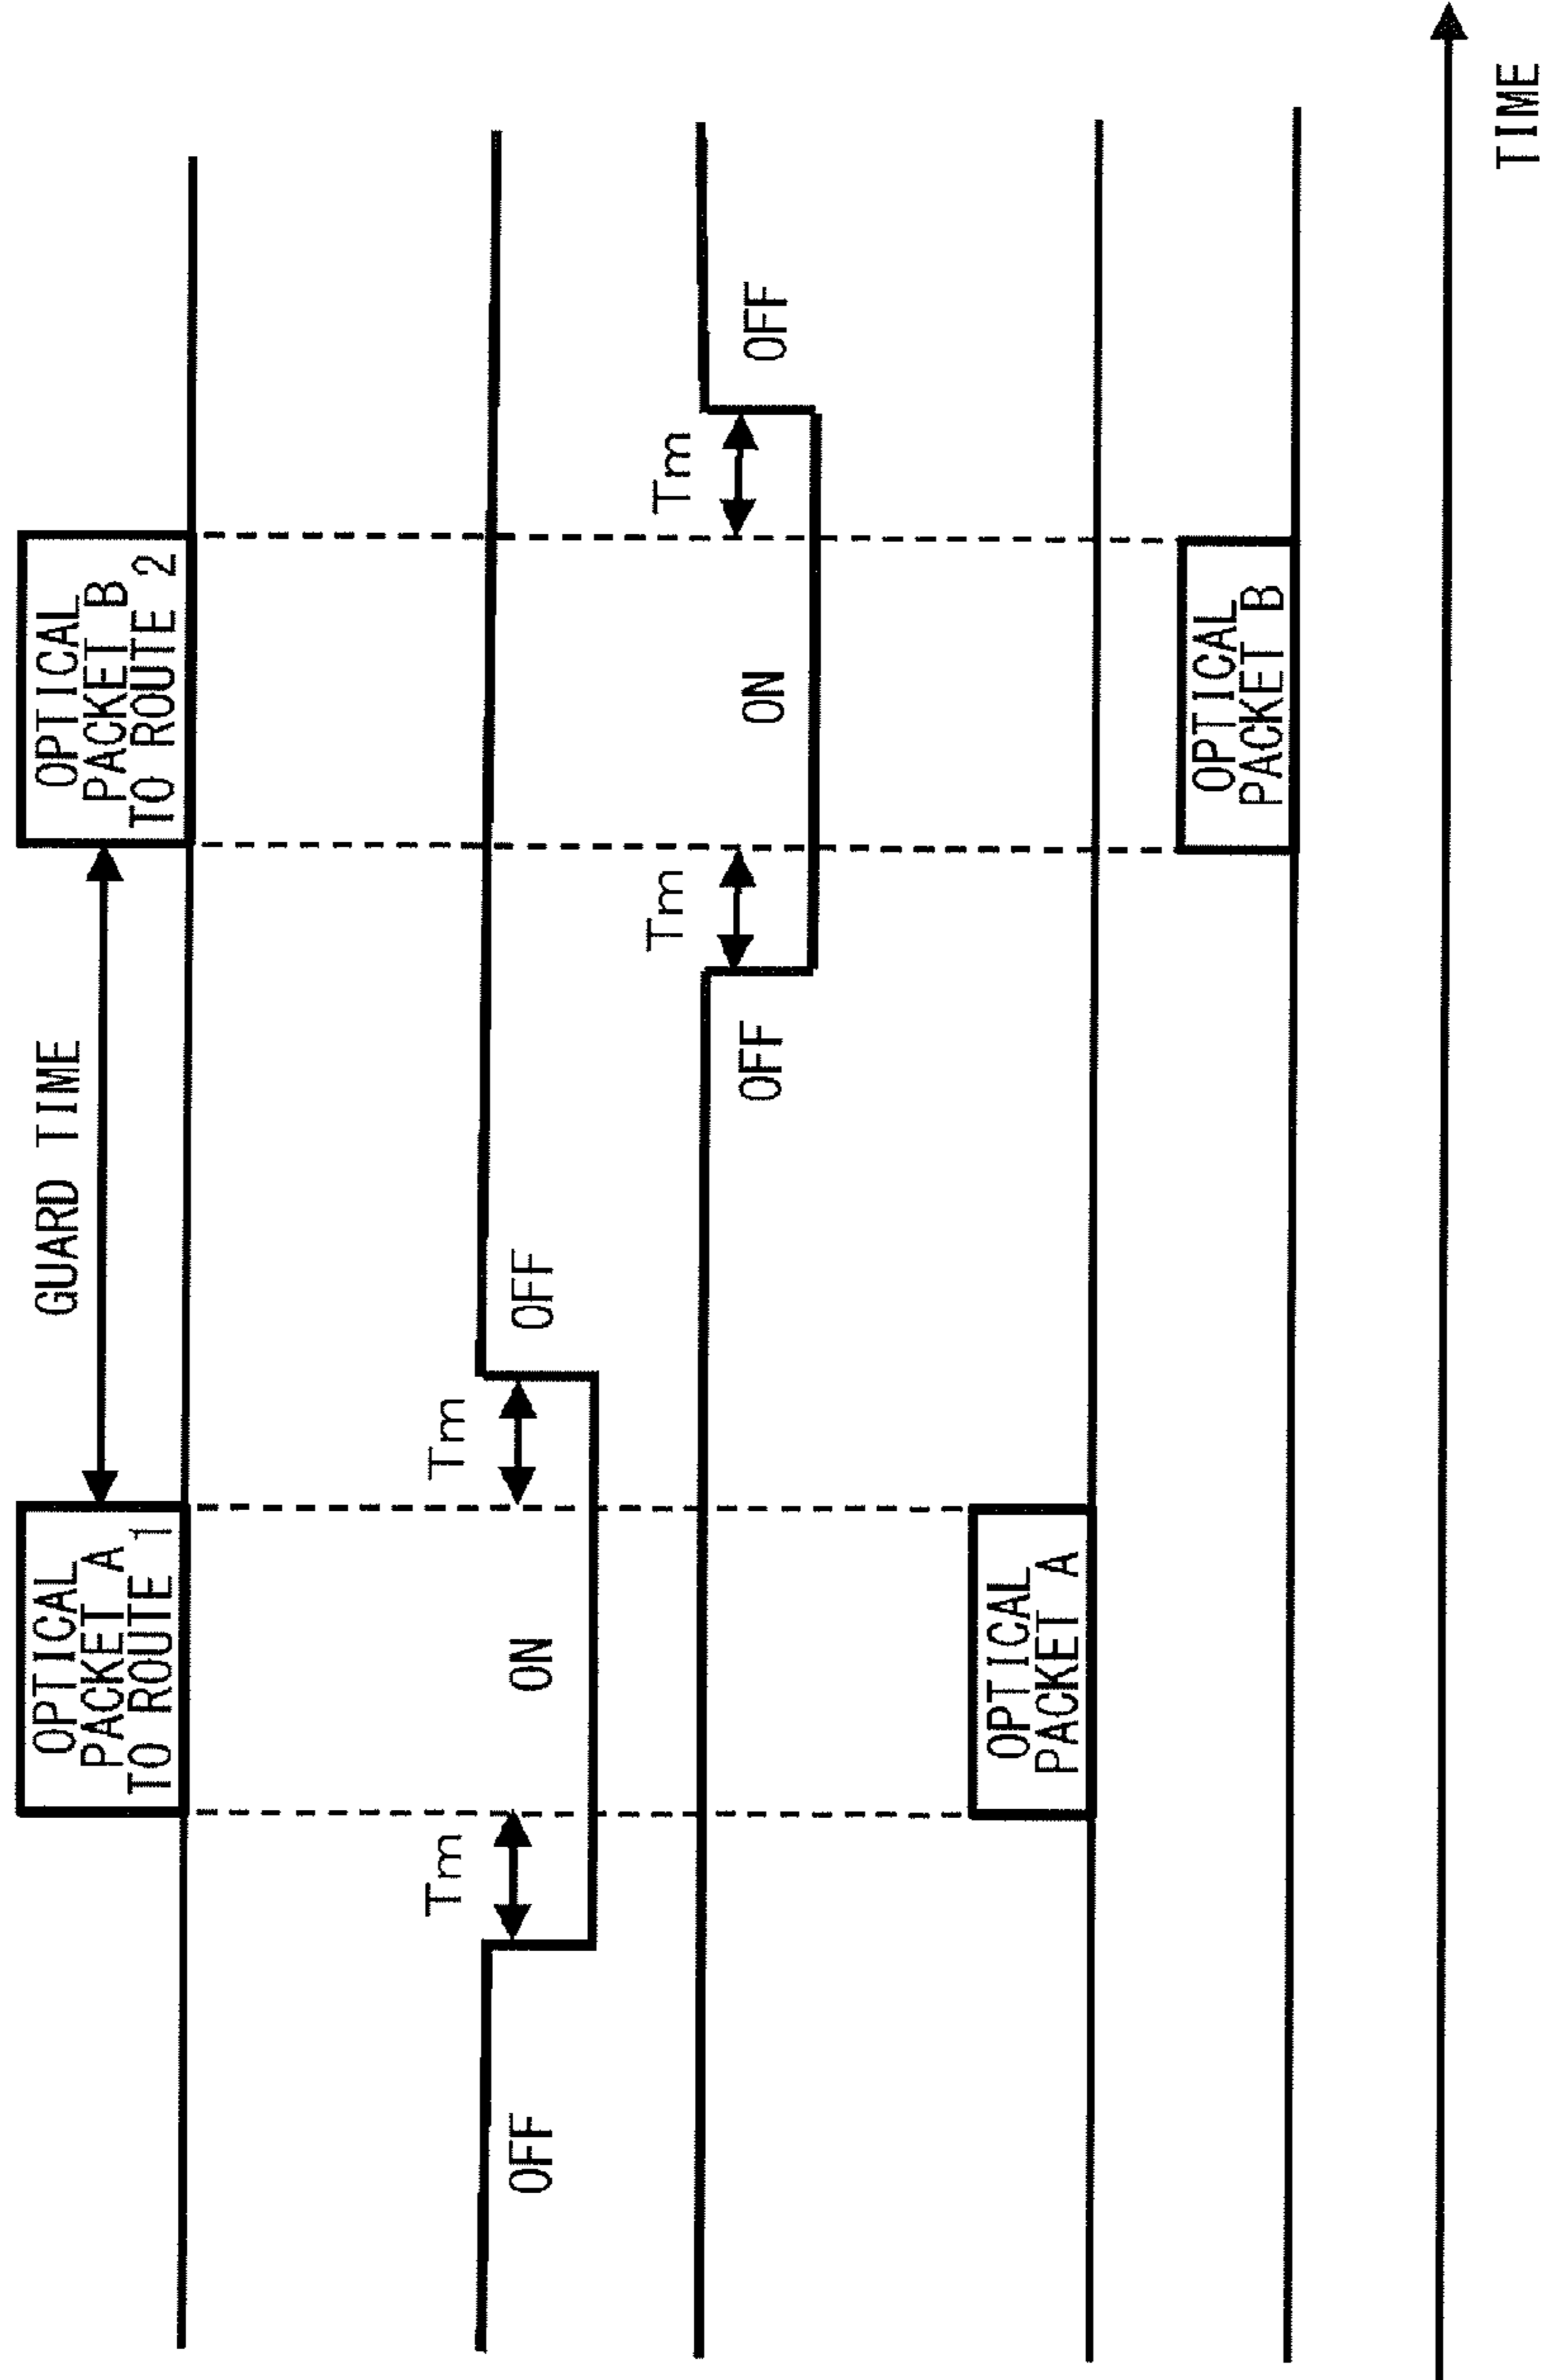 OPTICAL
PACKET A
TO ROUTE 1
GUARD TIME
OPTICAL
PACKET B
TO ROUTE 2
OFF
Tm
ON
Tm
OFF
OFF
Tm
ON
Tm
OFF
OPTICAL
PACKET A
OPTICAL
PACKET B
TIME